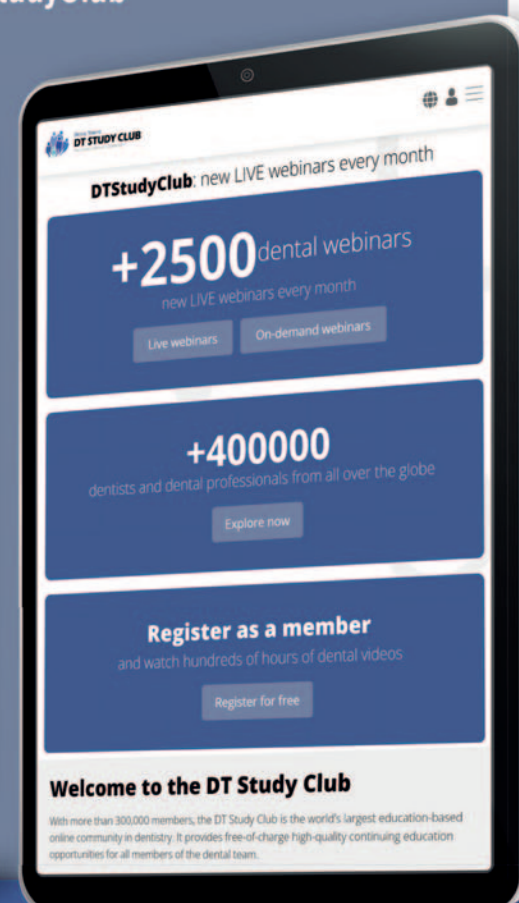 DT STUDY CLUB
DTStudyClub: new LIVE webinars every month
+2500 dental webinars
new LIVE webinars every month
Live webinars
On-demand webinars
+400000
dentists and dental professionals from all over the globe
Explore now
Register as a member
and watch hundreds of hours of dental videos
Register for free
Welcome to the DT Study Club
With more than 300,000 members, the DT Study Club is the world's largest education-based
online community in dentistry. It provides free-of-charge high-quality continuing education
opportunities for all members of the dental team.